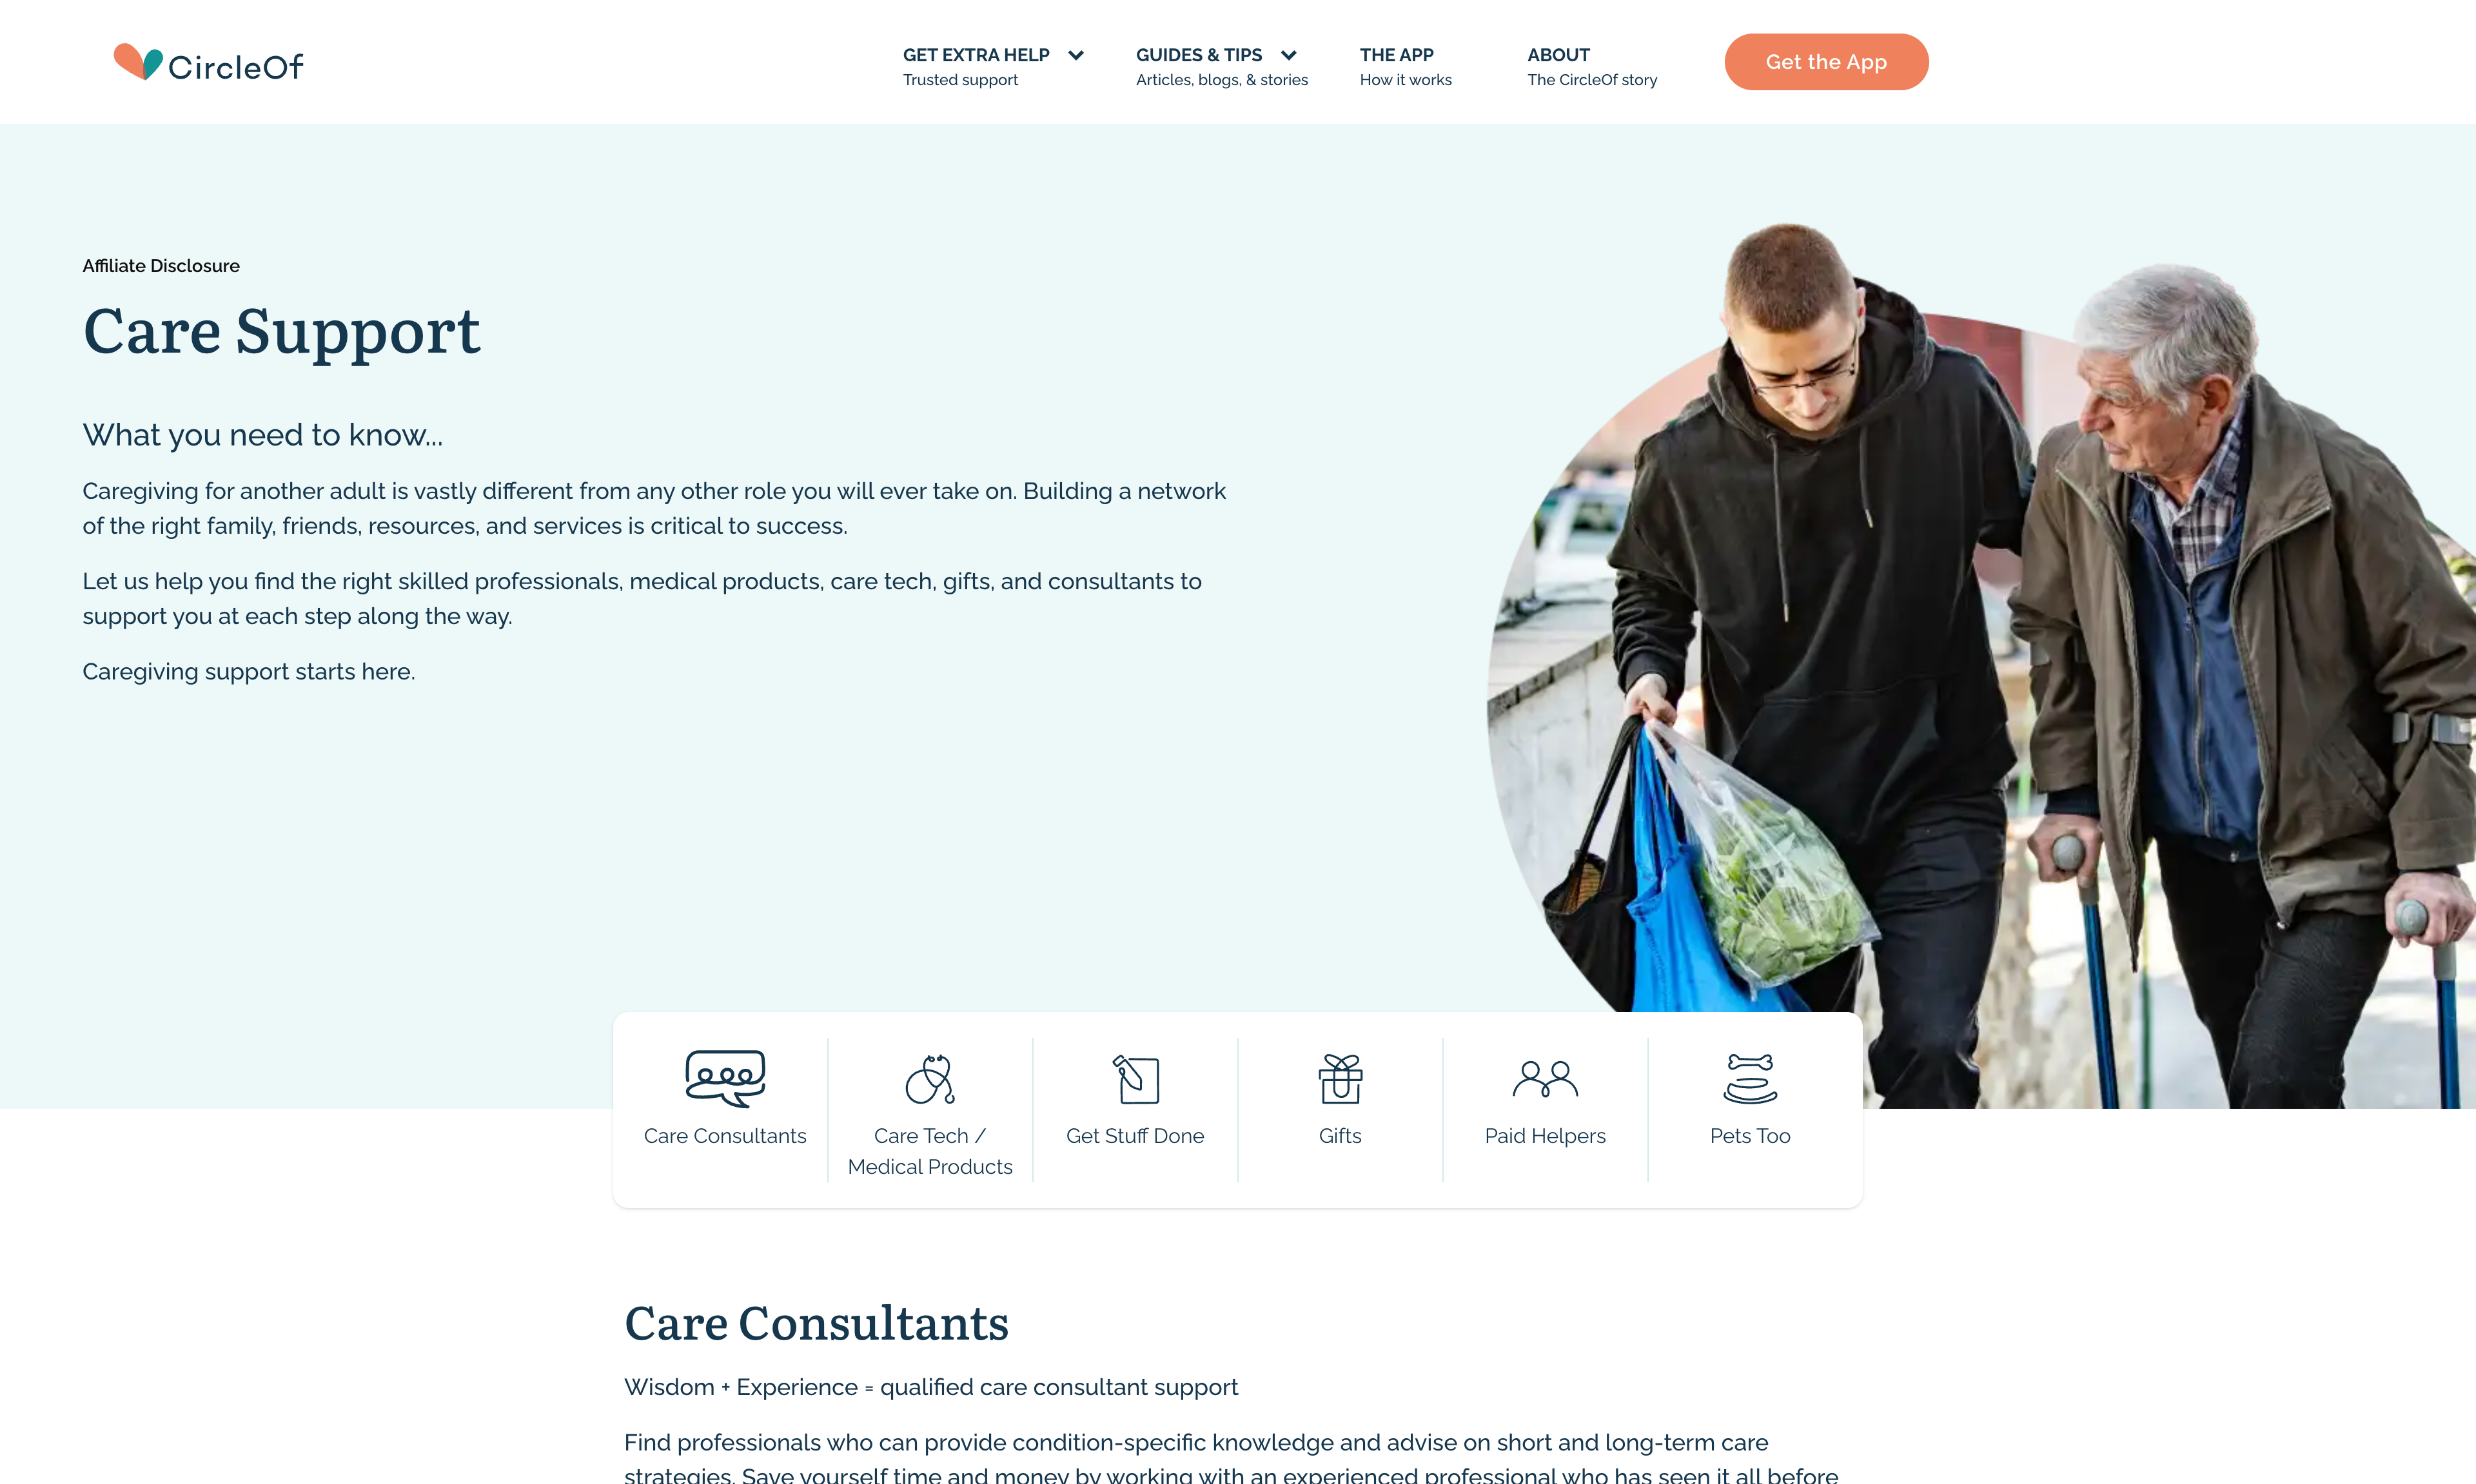 CircleOf
GET EXTRA HELP
Trusted support
GUIDES & TIPS
Articles, blogs, & stories
THE APP
How it works
ABOUT
The CircleOf story
Get the App
Affiliate Disclosure
Care Support
What you need to know...
Caregiving for another adult is vastly different from any other role you will ever take on. Building a network
of the right family, friends, resources, and services is critical to success.
Let us help you find the right skilled professionals, medical products, care tech, gifts, and consultants to
support you at each step along the way.
Caregiving support starts here.
Care Consultants
Care Tech /
Medical Products
Get Stuff Done
Gifts
Paid Helpers
Pets Too
Care Consultants
Wisdom + Experience = qualified care consultant support
Find professionals who can provide condition-specific knowledge and advise on short and long-term care
strategies. Save yourself time and money by working with an experienced professional who has seen it all before